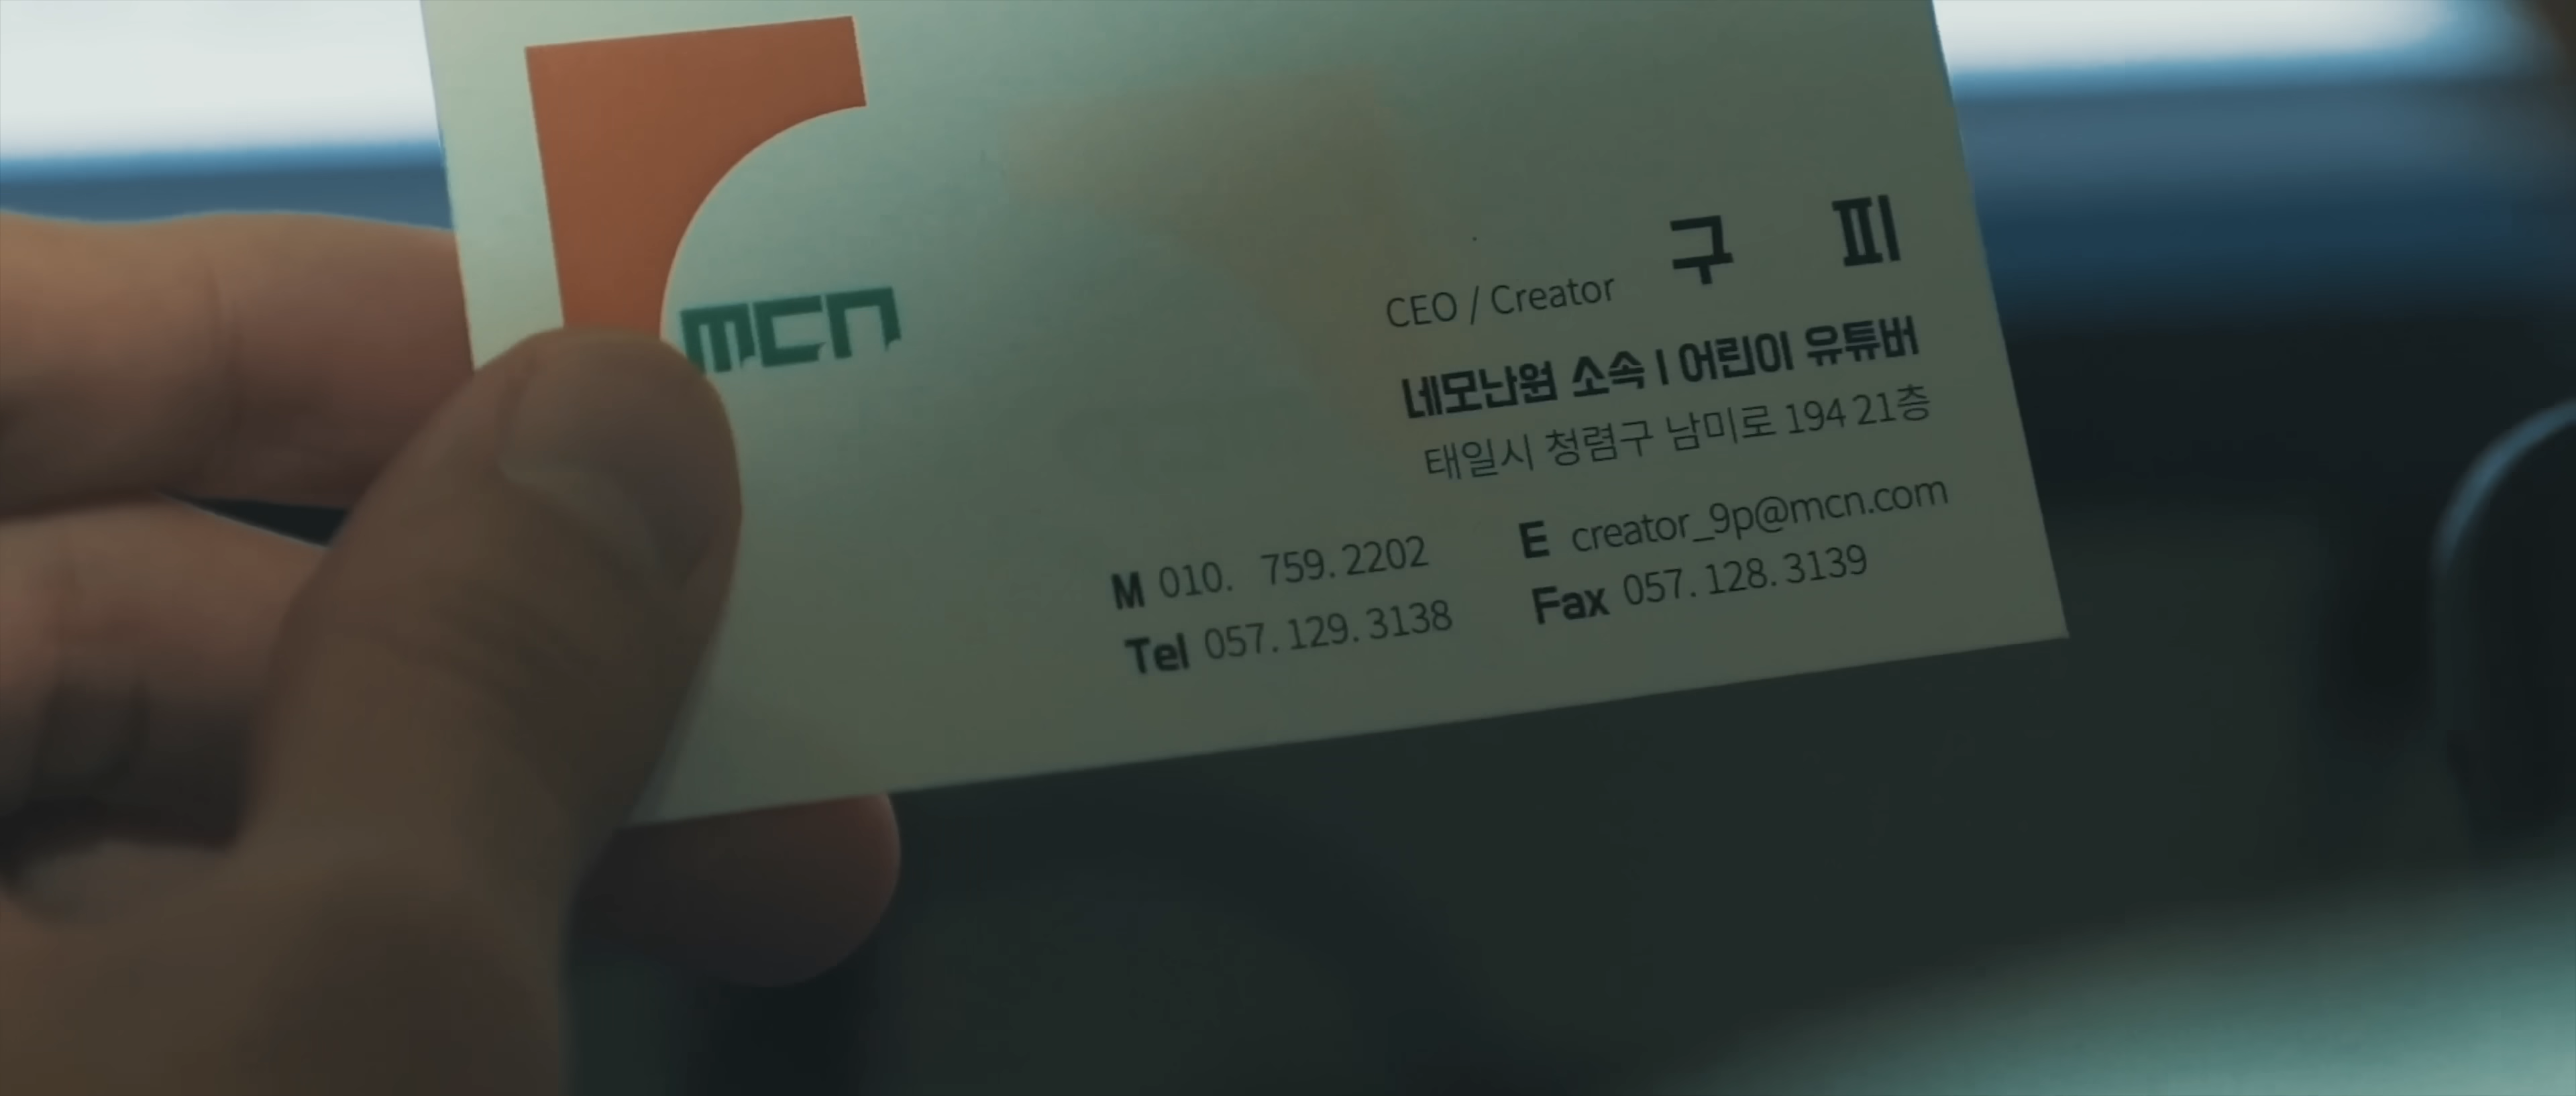 mcn
CEO / Creator 구 피
네모난원 소속 I 어린이 유튜버
태일시 청렴구 남미로 194 21층
M 010. 759. 2202 E creator_9p@mcn.com
Tel 057. 129. 3138 Fax 057. 128. 3139